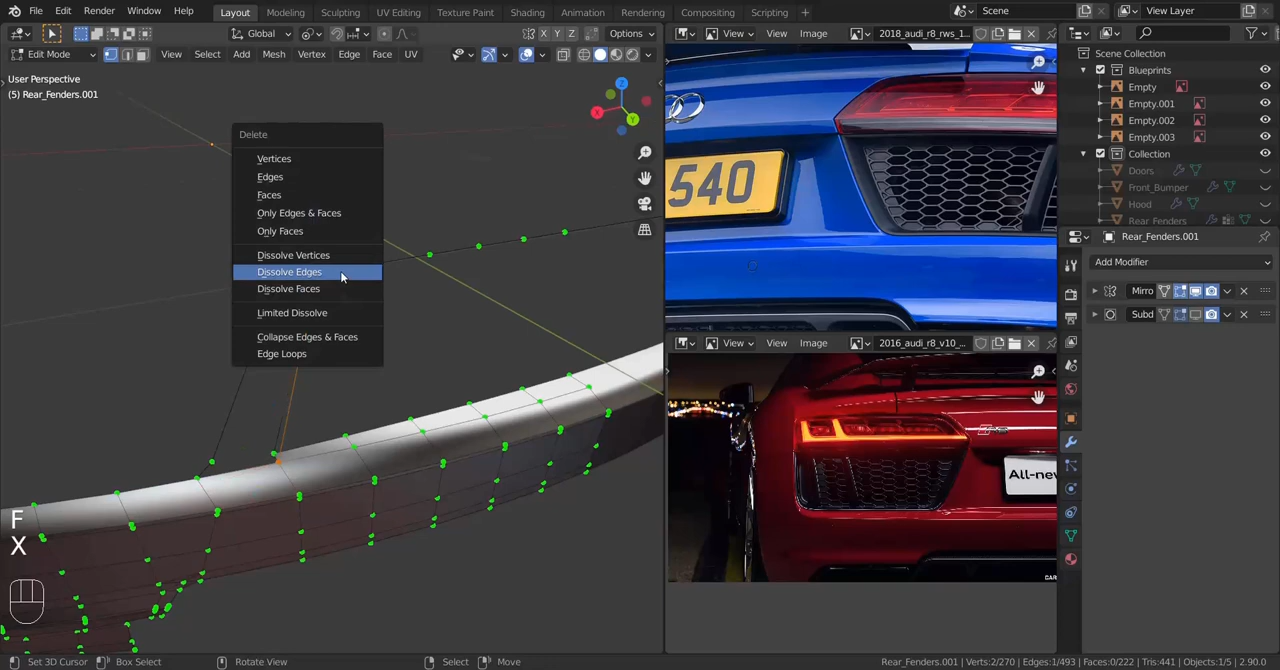 File Edit Render Window Help Layout Modeling Sculpting UV Editing Texture Paint Shading Animation Rendering Compositing Scripting + Scene View Layer
Global X Y Z Options View View Image 2018_audi_r8_rws_1...
Edit Mode View Select Add Mesh Vertex Edge Face UV
User Perspective
(5) Rear_Fenders.001
Delete
Vertices
Edges
Faces
Only Edges & Faces
Only Faces
Dissolve Vertices
Dissolve Edges
Dissolve Faces
Limited Dissolve
Collapse Edges & Faces
Edge Loops
X
Y
F
X
540
View View Image 2016_audi_r8_v10_...
All-new
CAR
Scene Collection
Blueprints
Empty
Empty.001
Empty.002
Empty.003
Collection
Doors
Front_Bumper
Hood
Rear_Fenders
Rear_Fenders.001
Add Modifier
Mirro
Subd
Set 3D Cursor Box Select Rotate View Select Move Rear_Fenders.001 | Verts:2/270 | Edges:1/493 | Faces:0/222 | Tris:441 | 2.90.0